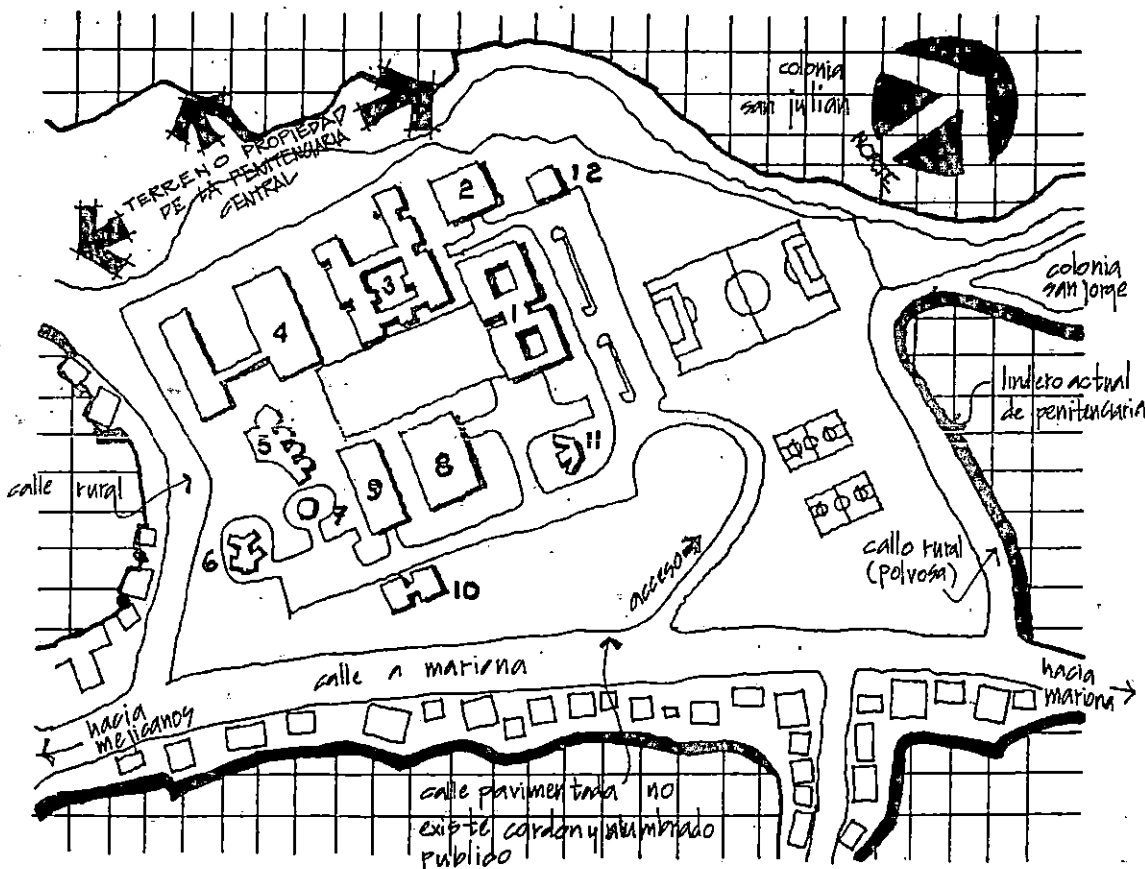 colonia
san julian
NORTE
TERRENO PROPIEDAD
DE LA PENITENCIARIA
CENTRAL
2
12
3
1
4
colonia
san jorge
lindero actual
de penitenciaria
5
8
11
9
calle rural
7
6
10
acceso
calle rural
(polvosa)
calle a mariona
hacia
mariona
hacia
mejicanos
calle pavimentada no
existe cordon y alumbrado
publico